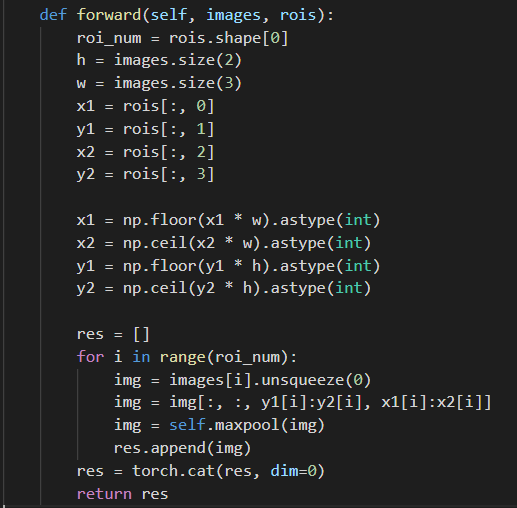 def forward(self, images, rois):
    roi_num = rois.shape[0]
    h = images.size(2)
    w = images.size(3)
    x1 = rois[:, 0]
    y1 = rois[:, 1]
    x2 = rois[:, 2]
    y2 = rois[:, 3]

    x1 = np.floor(x1 * w).astype(int)
    x2 = np.ceil(x2 * w).astype(int)
    y1 = np.floor(y1 * h).astype(int)
    y2 = np.ceil(y2 * h).astype(int)

    res = []
    for i in range(roi_num):
        img = images[i].unsqueeze(0)
        img = img[:, :, y1[i]:y2[i], x1[i]:x2[i]]
        img = self.maxpool(img)
        res.append(img)
    res = torch.cat(res, dim=0)
    return res